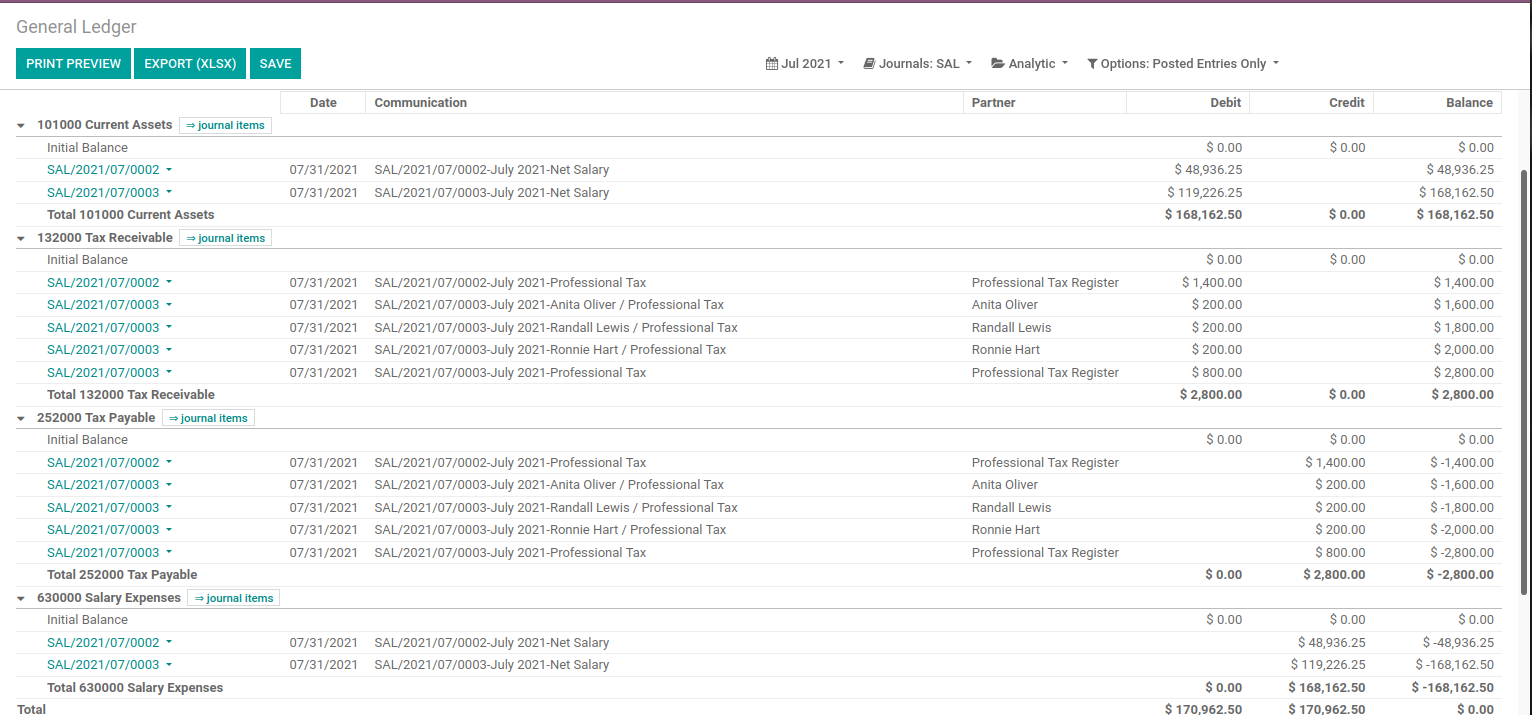 General Ledger
PRINT PREVIEW EXPORT (XLSX) SAVE Jul 2021 Journals: SAL Analytic Options: Posted Entries Only
Date Communication Partner Debit Credit Balance
101000 Current Assets ⇒ journal items
Initial Balance $ 0.00 $ 0.00 $ 0.00
SAL/2021/07/0002 07/31/2021 SAL/2021/07/0002-July 2021-Net Salary $ 48,936.25 $ 48,936.25
SAL/2021/07/0003 07/31/2021 SAL/2021/07/0003-July 2021-Net Salary $ 119,226.25 $ 168,162.50
Total 101000 Current Assets $ 168,162.50 $ 0.00 $ 168,162.50
132000 Tax Receivable ⇒ journal items
Initial Balance $ 0.00 $ 0.00 $ 0.00
SAL/2021/07/0002 07/31/2021 SAL/2021/07/0002-July 2021-Professional Tax Professional Tax Register $ 1,400.00 $ 1,400.00
SAL/2021/07/0003 07/31/2021 SAL/2021/07/0003-July 2021-Anita Oliver / Professional Tax Anita Oliver $ 200.00 $ 1,600.00
SAL/2021/07/0003 07/31/2021 SAL/2021/07/0003-July 2021-Randall Lewis / Professional Tax Randall Lewis $ 200.00 $ 1,800.00
SAL/2021/07/0003 07/31/2021 SAL/2021/07/0003-July 2021-Ronnie Hart / Professional Tax Ronnie Hart $ 200.00 $ 2,000.00
SAL/2021/07/0003 07/31/2021 SAL/2021/07/0003-July 2021-Professional Tax Professional Tax Register $ 800.00 $ 2,800.00
Total 132000 Tax Receivable $ 2,800.00 $ 0.00 $ 2,800.00
252000 Tax Payable ⇒ journal items
Initial Balance $ 0.00 $ 0.00 $ 0.00
SAL/2021/07/0002 07/31/2021 SAL/2021/07/0002-July 2021-Professional Tax Professional Tax Register $ 1,400.00 $ -1,400.00
SAL/2021/07/0003 07/31/2021 SAL/2021/07/0003-July 2021-Anita Oliver / Professional Tax Anita Oliver $ 200.00 $ -1,600.00
SAL/2021/07/0003 07/31/2021 SAL/2021/07/0003-July 2021-Randall Lewis / Professional Tax Randall Lewis $ 200.00 $ -1,800.00
SAL/2021/07/0003 07/31/2021 SAL/2021/07/0003-July 2021-Ronnie Hart / Professional Tax Ronnie Hart $ 200.00 $ -2,000.00
SAL/2021/07/0003 07/31/2021 SAL/2021/07/0003-July 2021-Professional Tax Professional Tax Register $ 800.00 $ -2,800.00
Total 252000 Tax Payable $ 0.00 $ 2,800.00 $ -2,800.00
630000 Salary Expenses ⇒ journal items
Initial Balance $ 0.00 $ 0.00 $ 0.00
SAL/2021/07/0002 07/31/2021 SAL/2021/07/0002-July 2021-Net Salary $ 48,936.25 $ -48,936.25
SAL/2021/07/0003 07/31/2021 SAL/2021/07/0003-July 2021-Net Salary $ 119,226.25 $ -168,162.50
Total 630000 Salary Expenses $ 0.00 $ 168,162.50 $ -168,162.50
Total $ 170,962.50 $ 170,962.50 $ 0.00